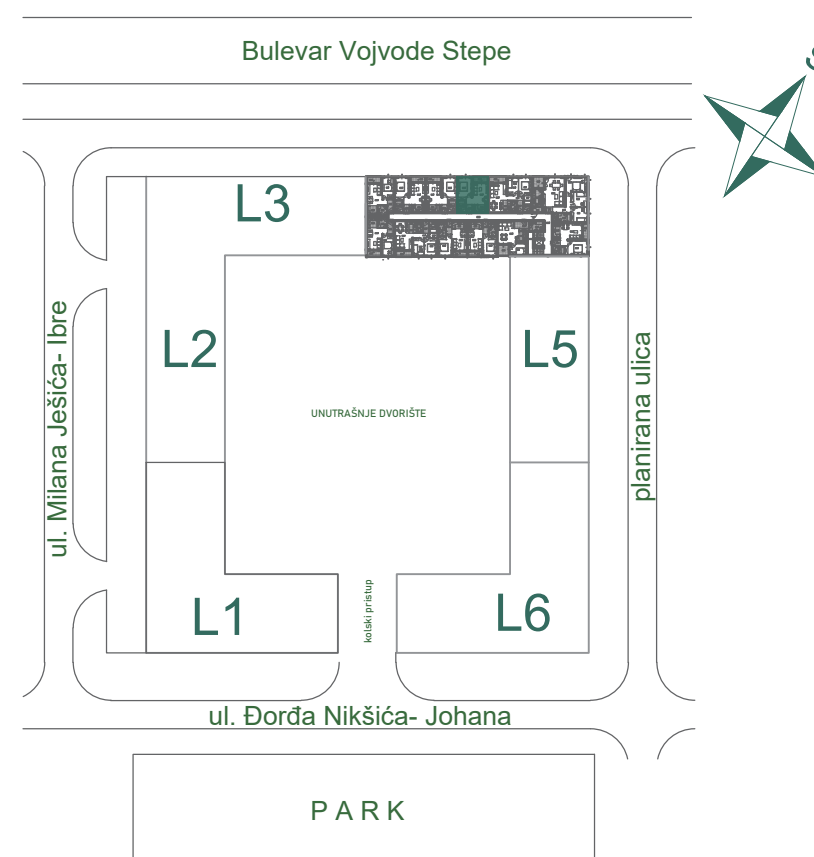 Bulevar Vojvode Stepe
S
L3
L2
L5
ul. Milana Ješića- Ibre
UNUTRAŠNJE DVORIŠTE
planirana ulica
L1
kolski pristup
L6
ul. Đorđa Nikšića- Johana
PARK